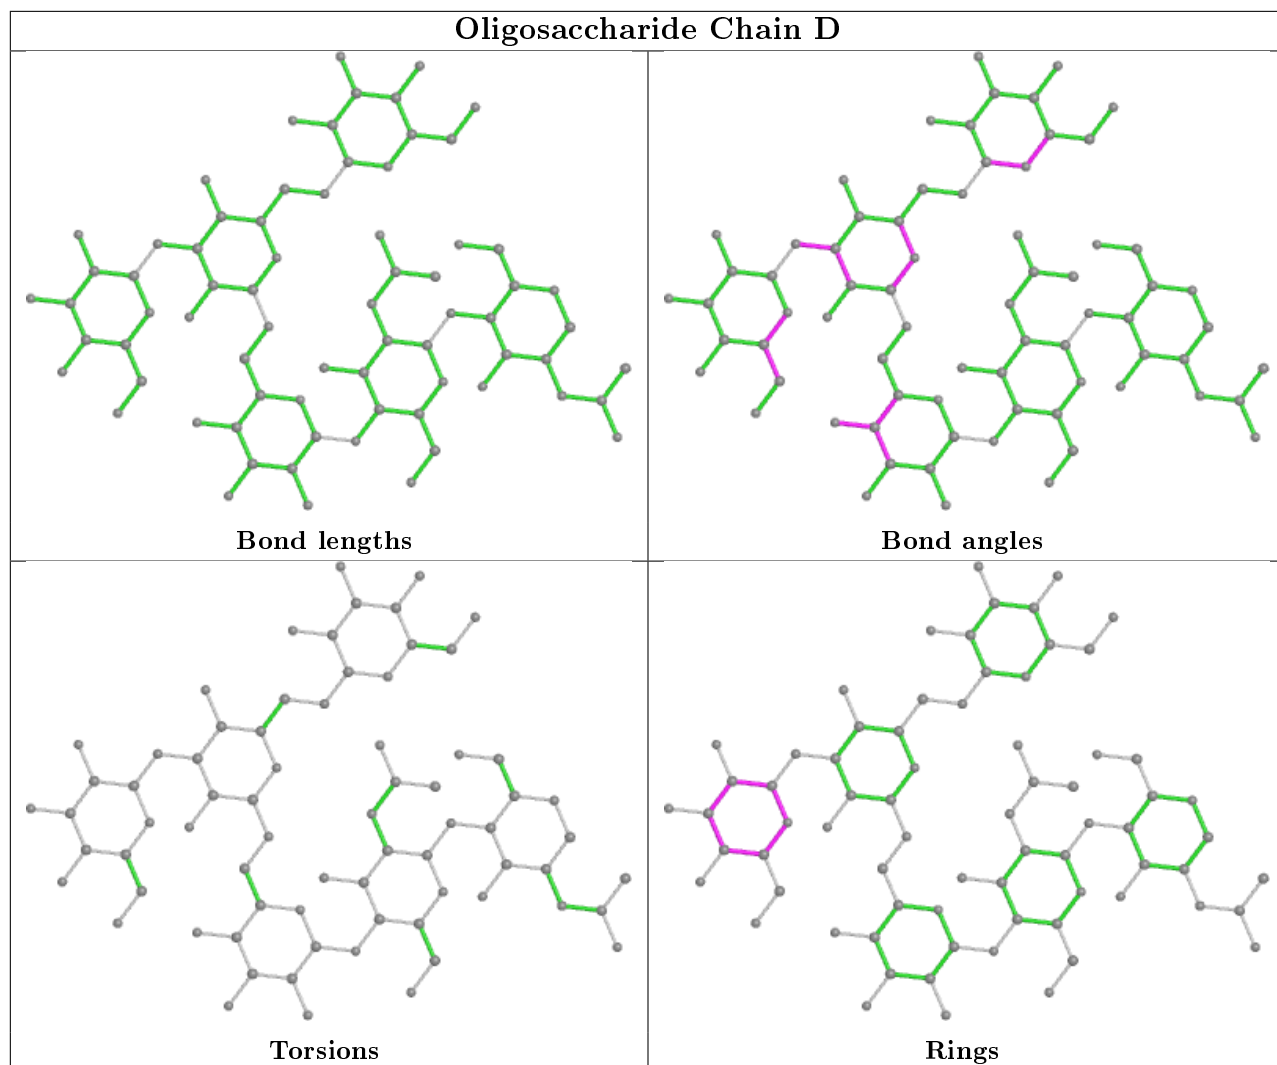 Oligosaccharide Chain D
Bond lengths
Bond angles
Torsions
Rings